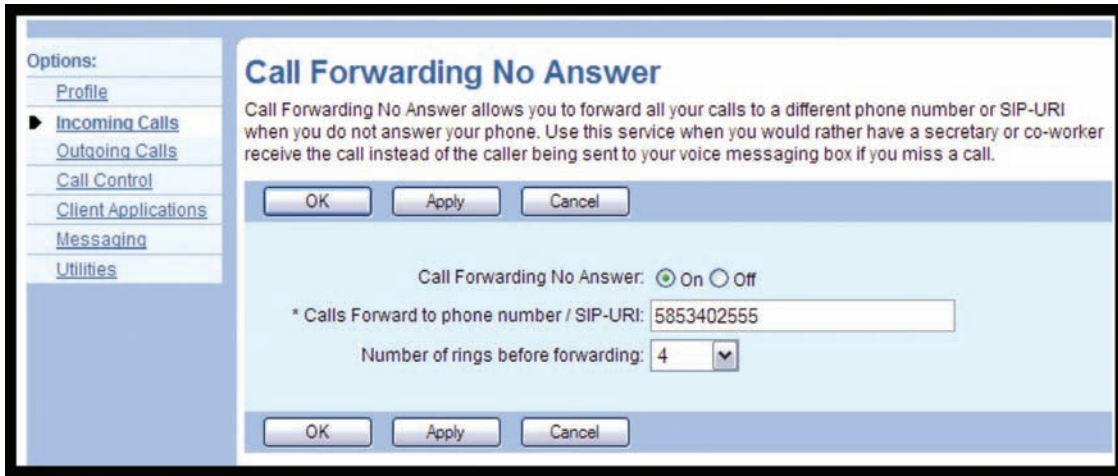 Options:
Profile
Incoming Calls
Outgoing Calls
Call Control
Client Applications
Messaging
Utilities
Call Forwarding No Answer
Call Forwarding No Answer allows you to forward all your calls to a different phone number or SIP-URI
when you do not answer your phone. Use this service when you would rather have a secretary or co-worker
receive the call instead of the caller being sent to your voice messaging box if you miss a call.
OK Apply Cancel
Call Forwarding No Answer: On Off
* Calls Forward to phone number / SIP-URI: 5853402555
Number of rings before forwarding: 4
OK Apply Cancel